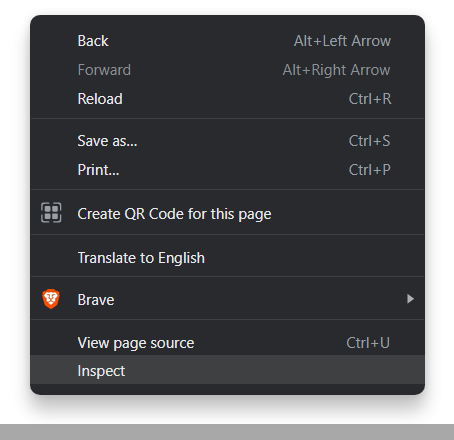 Back Alt+Left Arrow
Forward Alt+Right Arrow
Reload Ctrl+R
Save as... Ctrl+S
Print... Ctrl+P
Create QR Code for this page
Translate to English
Brave
View page source Ctrl+U
Inspect